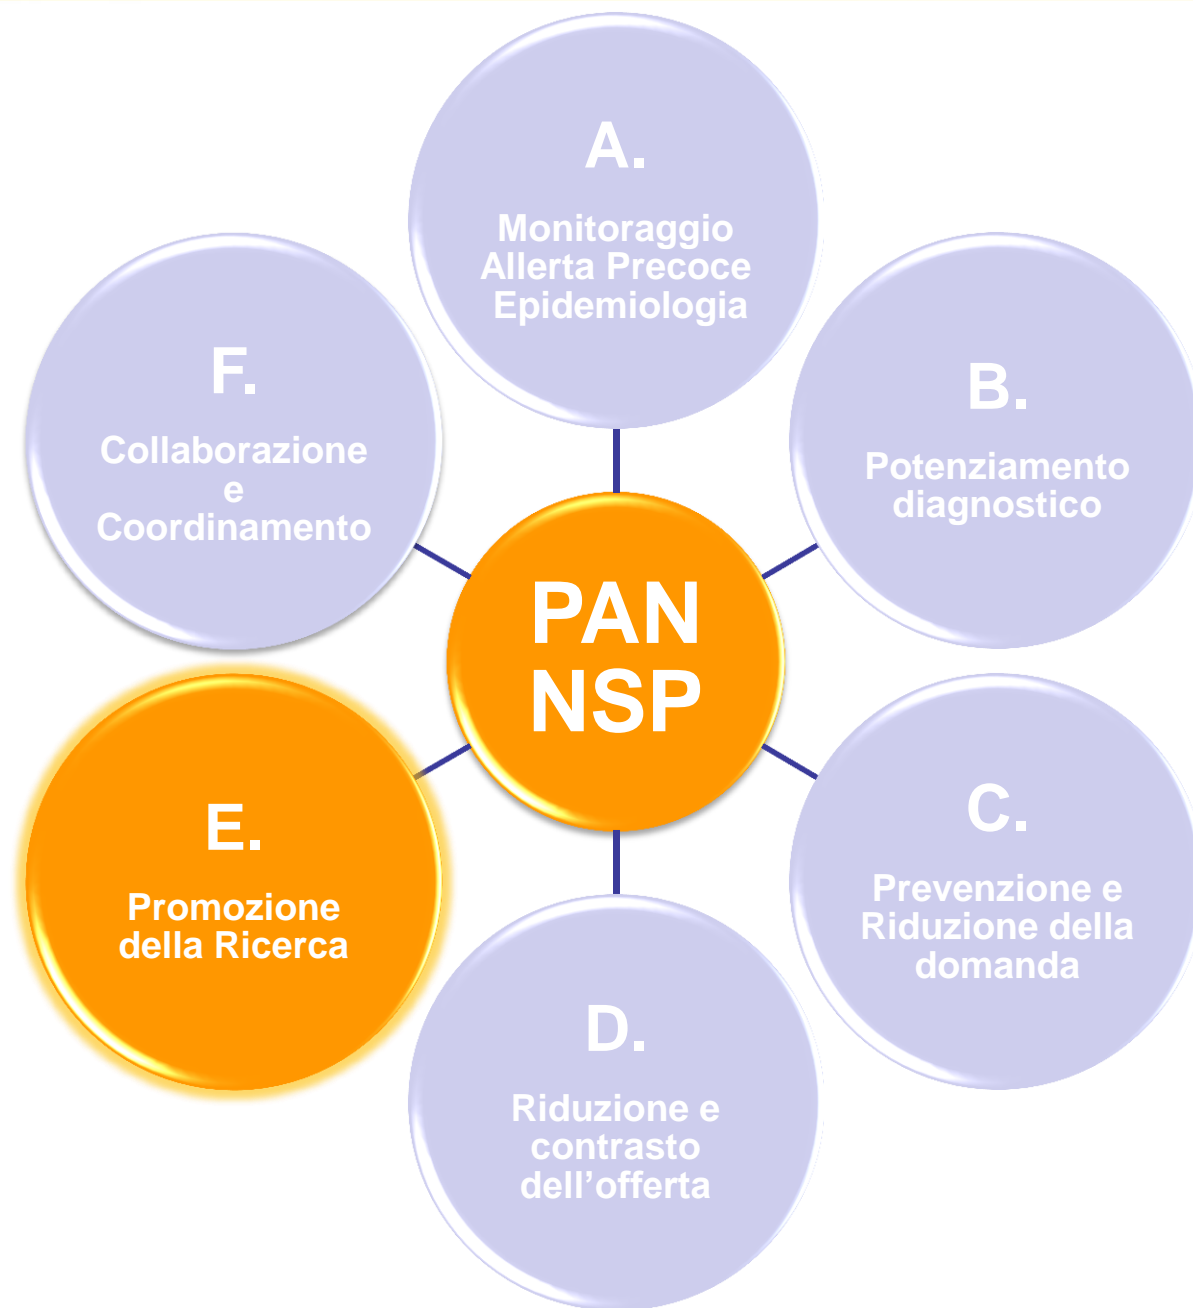 A.
Monitoraggio
Allerta Precoce
Epidemiologia
B.
Potenziamento
diagnostico
C.
Prevenzione e
Riduzione della
domanda
D.
Riduzione e
contrasto
dell’offerta
E.
Promozione
della Ricerca
F.
Collaborazione
e
Coordinamento
PAN
NSP